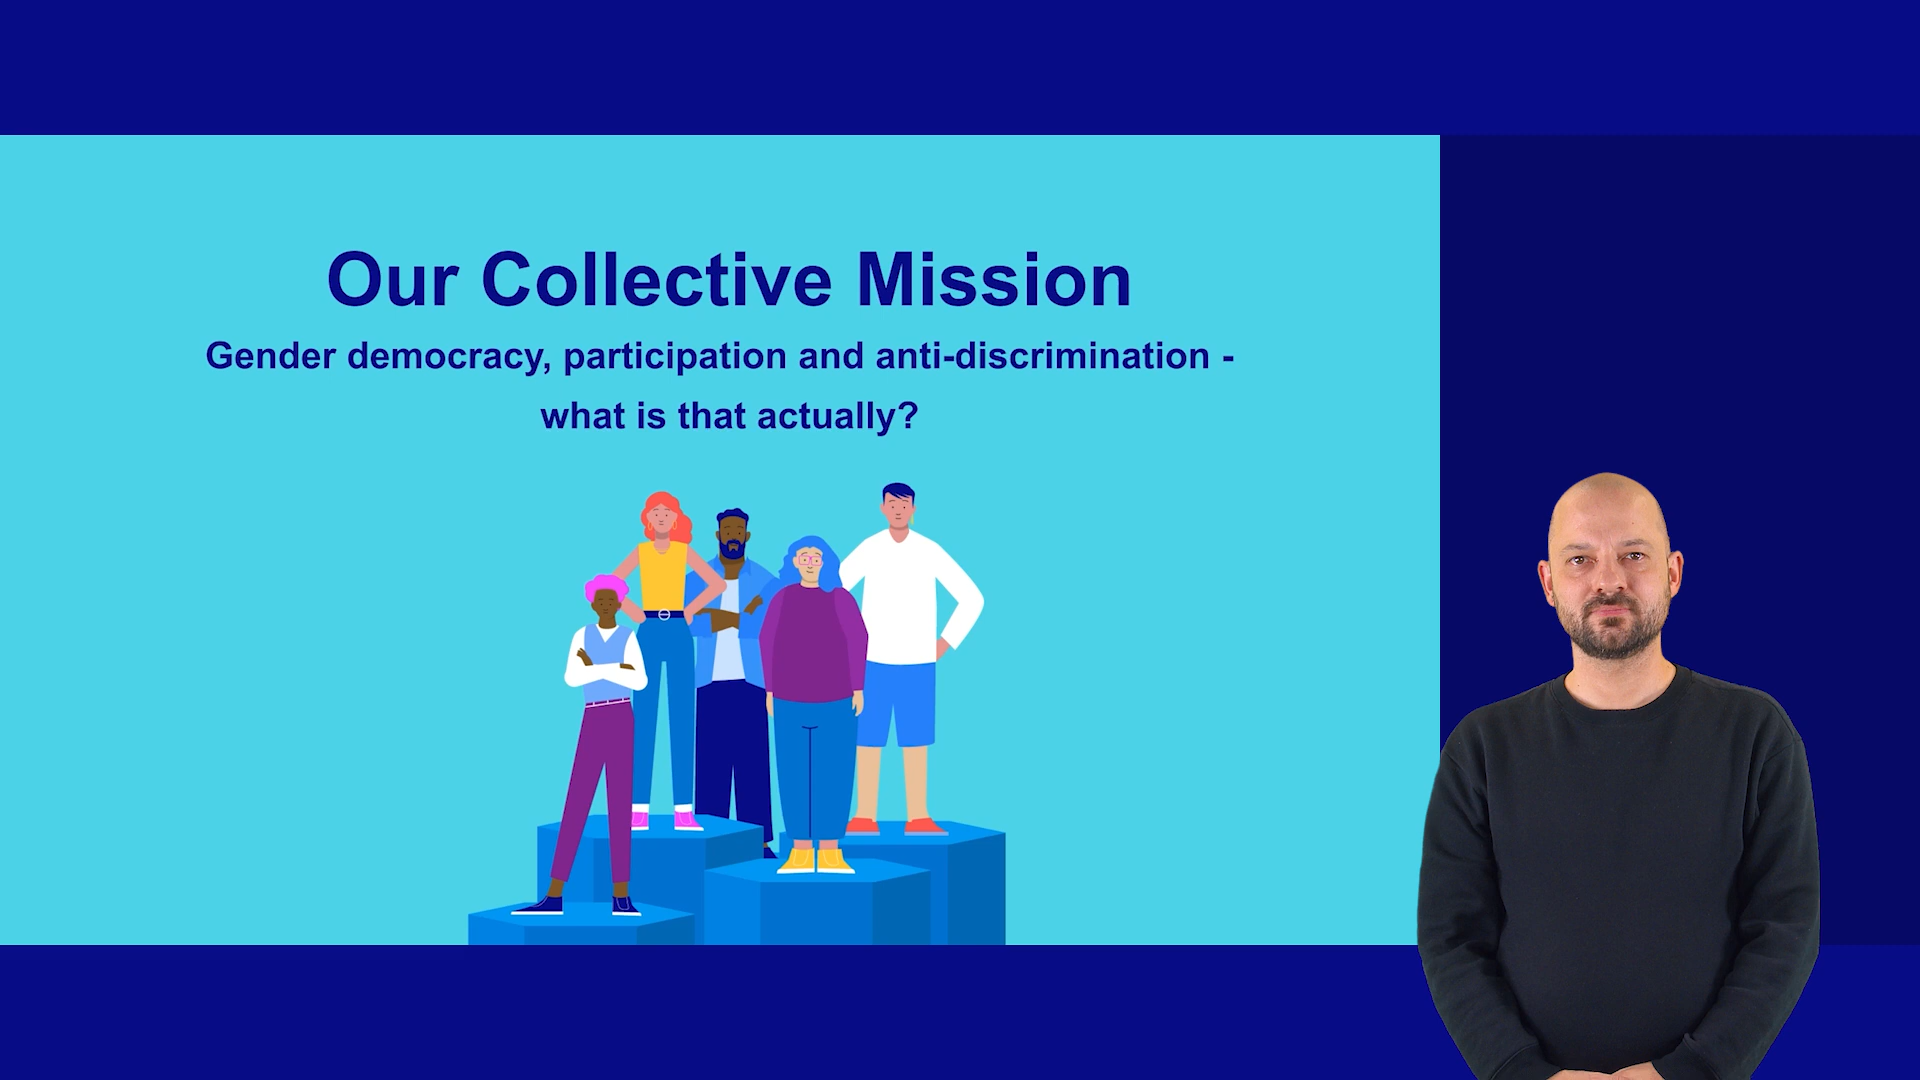 Our Collective Mission
Gender democracy, participation and anti-discrimination -
what is that actually?